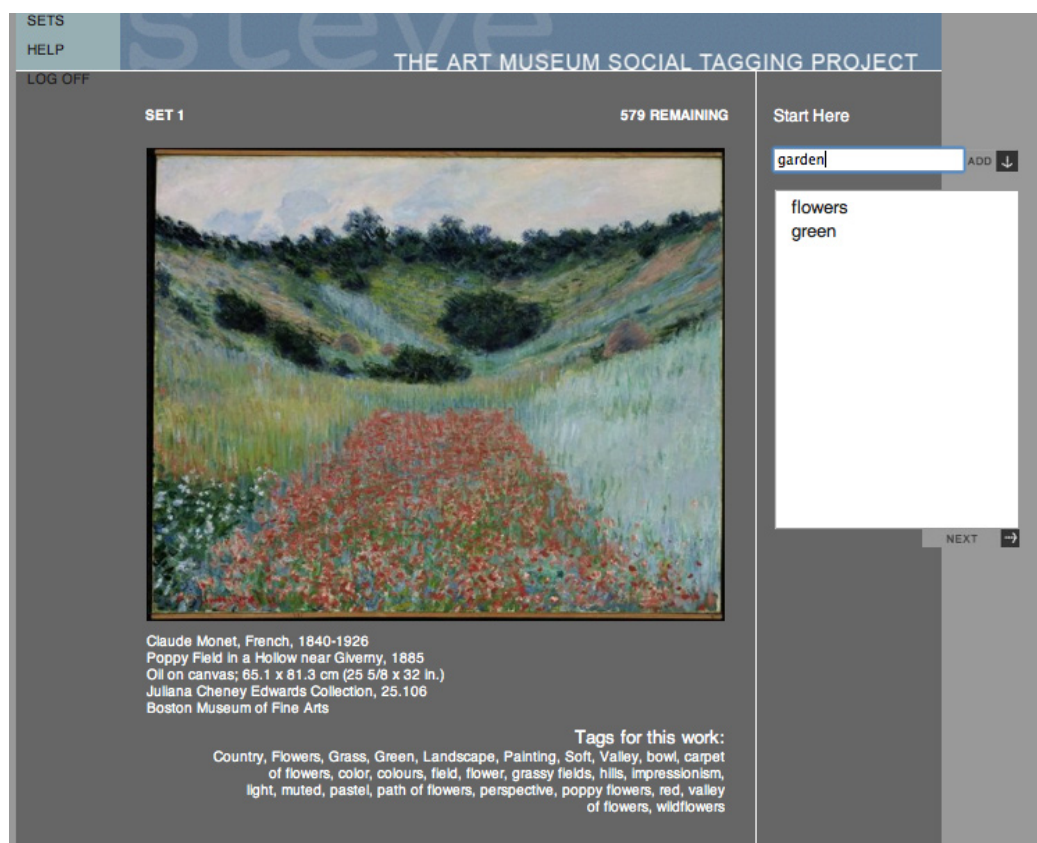 SETS
HELP
LOG OFF
steve
THE ART MUSEUM SOCIAL TAGGING PROJECT
SET 1
579 REMAINING
Start Here
garden
ADD
flowers
green
NEXT
Claude Monet, French, 1840-1926
Poppy Field in a Hollow near Giverny, 1885
Oil on canvas; 65.1 x 81.3 cm (25 5/8 x 32 in.)
Juliana Cheney Edwards Collection, 25.106
Boston Museum of Fine Arts
Tags for this work:
Country, Flowers, Grass, Green, Landscape, Painting, Soft, Valley, bowl, carpet
of flowers, color, colours, field, flower, grassy fields, hills, impressionism,
light, muted, pastel, path of flowers, perspective, poppy flowers, red, valley
of flowers, wildflowers